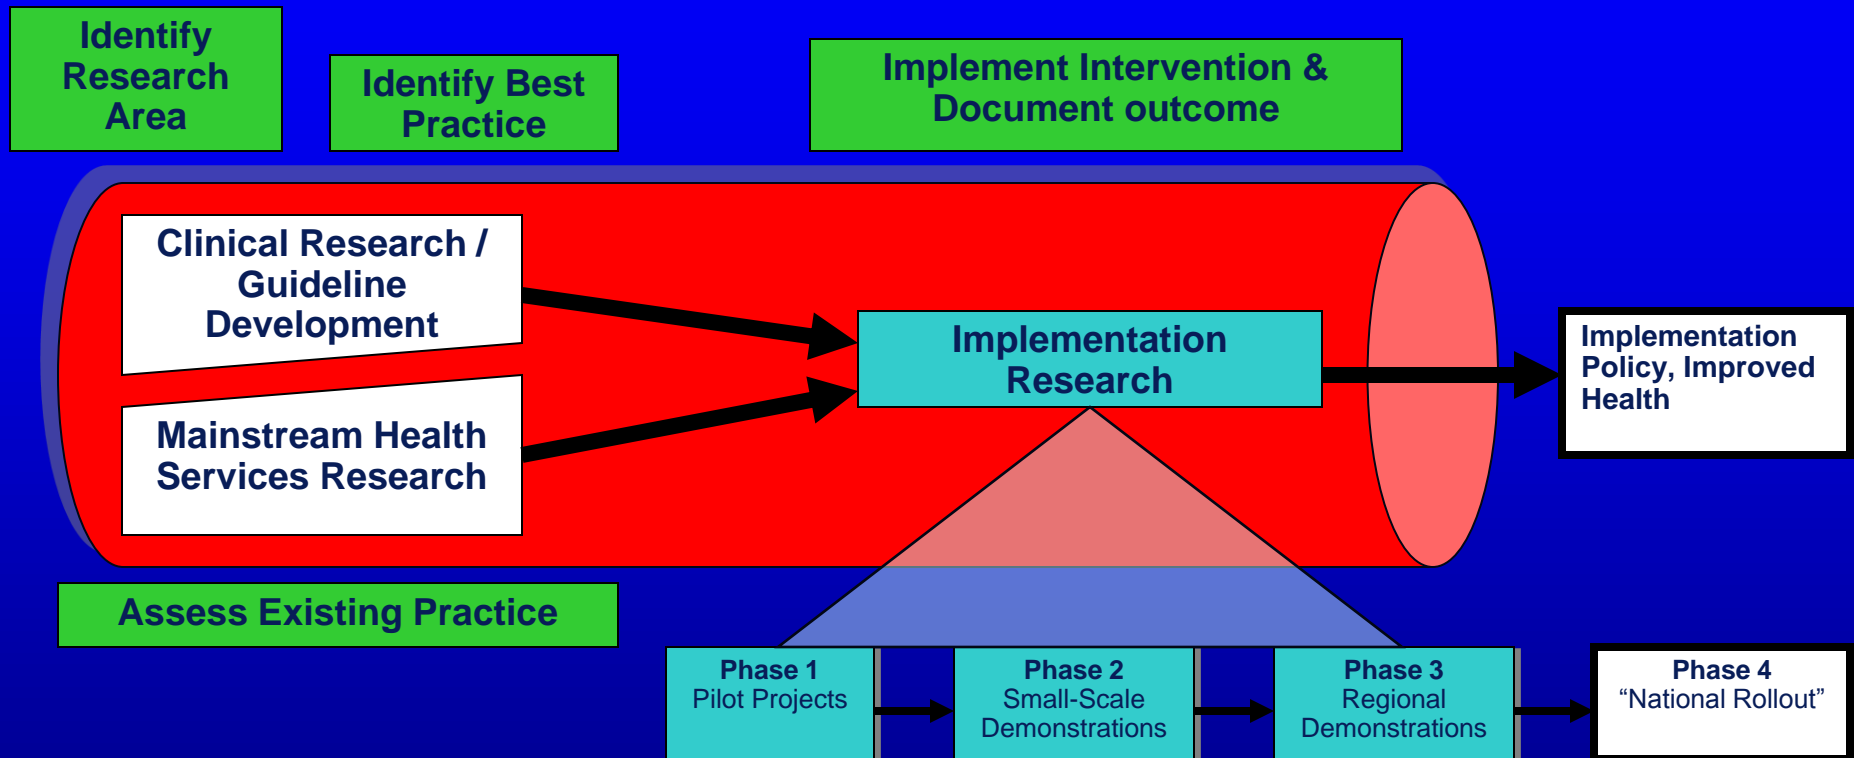 Identify
Research
Area
Identify Best
Practice
Implement Intervention &
Document outcome
Clinical Research /
Guideline
Development
Mainstream Health
Services Research
Implementation
Research
Implementation
Policy, Improved
Health
Assess Existing Practice
Phase 1
Pilot Projects
Phase 2
Small-Scale
Demonstrations
Phase 3
Regional
Demonstrations
Phase 4
“National Rollout”